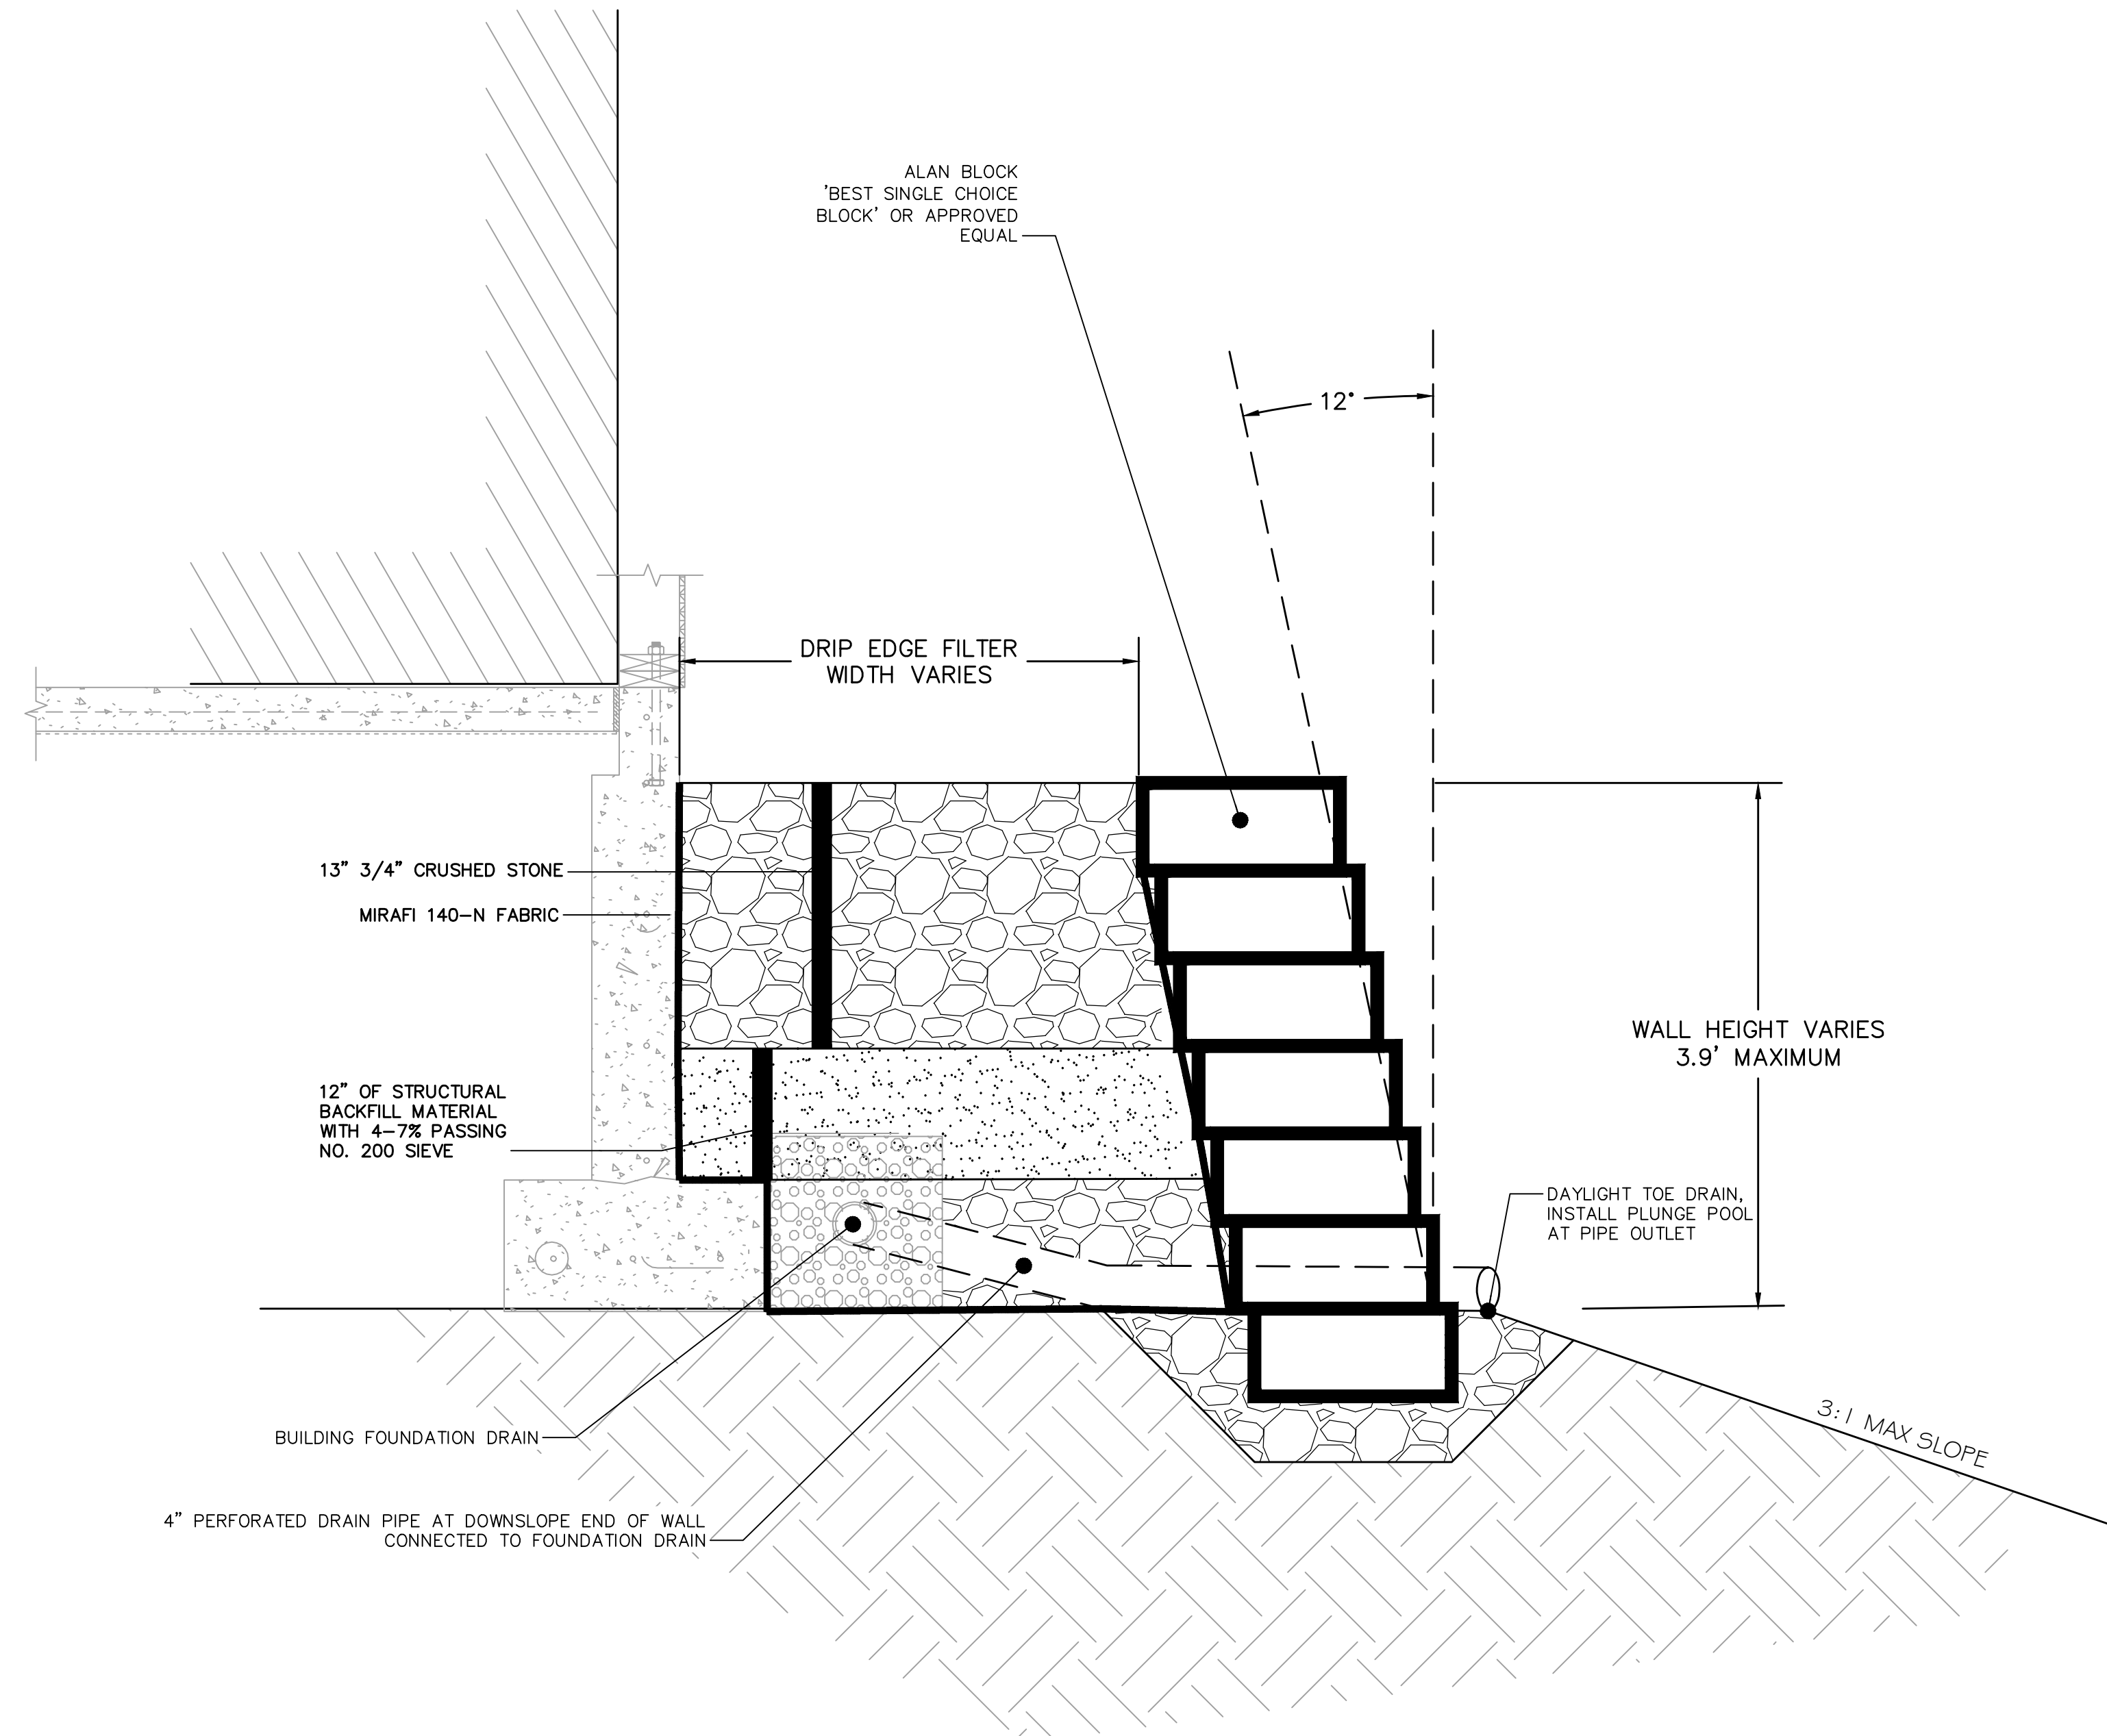 ALAN BLOCK
'BEST SINGLE CHOICE
BLOCK' OR APPROVED
EQUAL
12°
DRIP EDGE FILTER
WIDTH VARIES
13" 3/4" CRUSHED STONE
MIRAFI 140-N FABRIC
WALL HEIGHT VARIES
3.9' MAXIMUM
12" OF STRUCTURAL
BACKFILL MATERIAL
WITH 4-7% PASSING
NO. 200 SIEVE
DAYLIGHT TOE DRAIN,
INSTALL PLUNGE POOL
AT PIPE OUTLET
3:1 MAX SLOPE
BUILDING FOUNDATION DRAIN
4" PERFORATED DRAIN PIPE AT DOWNSLOPE END OF WALL
CONNECTED TO FOUNDATION DRAIN